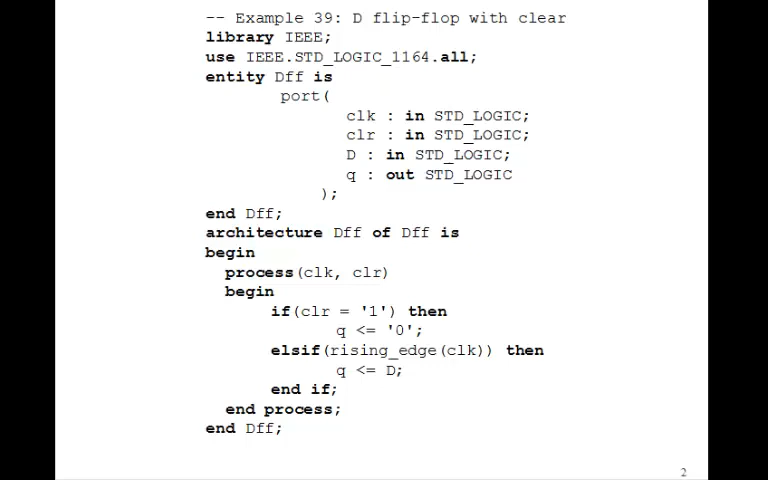 -- Example 39: D flip-flop with clear
library IEEE;
use IEEE.STD_LOGIC_1164.all;
entity Dff is
port(
clk : in STD_LOGIC;
clr : in STD_LOGIC;
D : in STD_LOGIC;
q : out STD_LOGIC
);
end Dff;
architecture Dff of Dff is
begin
process(clk, clr)
begin
if(clr = '1') then
q <= '0';
elsif(rising_edge(clk)) then
q <= D;
end if;
end process;
end Dff;
2